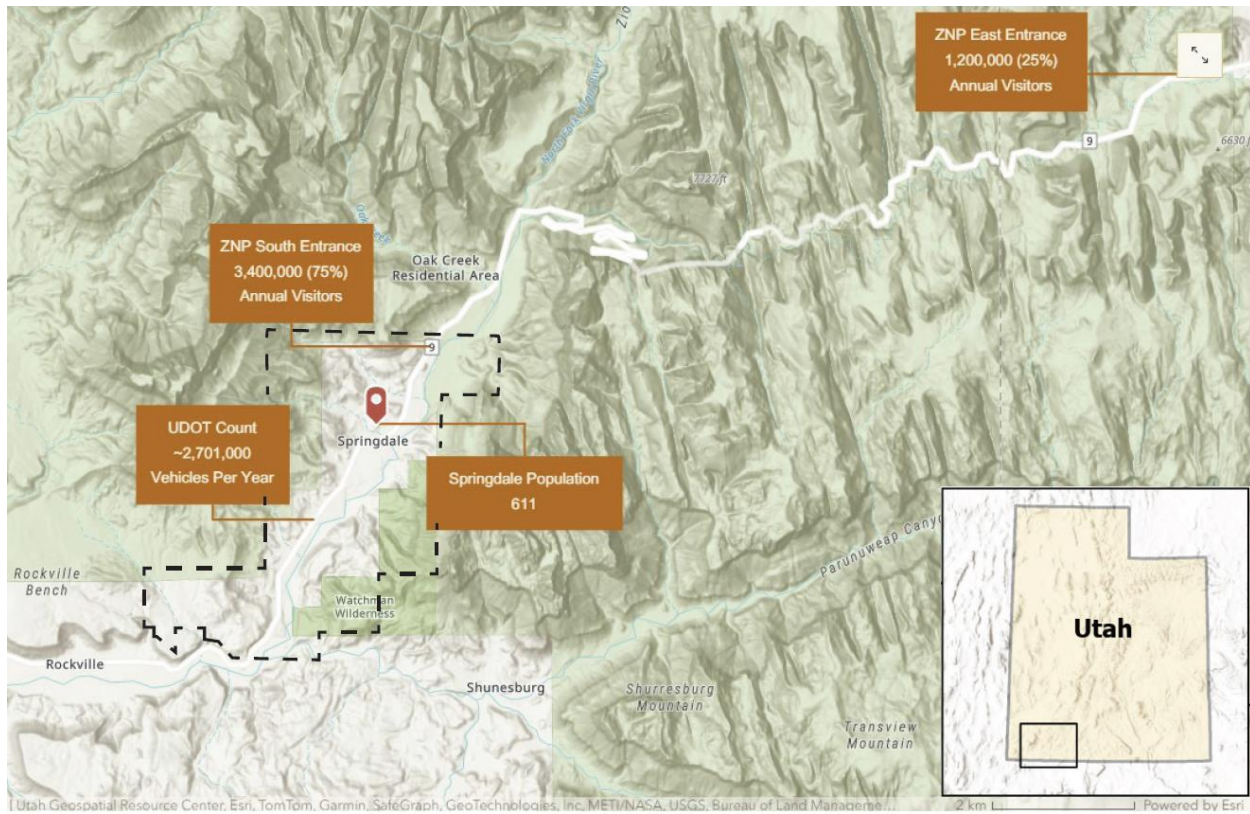 ZNP East Entrance
1,200,000 (25%)
Annual Visitors
9
6630 f
7727 ft
ZNP South Entrance
3,400,000 (75%)
Annual Visitors
Oak Creek
Residential Area
9
UDOT Count
~2,701,000
Vehicles Per Year
Springdale
Springdale Population
611
Parunuweap Cany
Rockville
Bench
Watchman
Wilderness
Rockville
Shunesburg
Shurresburg
Mountain
Transview
Mountain
Utah
Utah Geospatial Resource Center, Esri, TomTom, Garmin, SafeGraph, GeoTechnologies, Inc, METI/NASA, USGS, Bureau of Land Manageme...
2 km
Powered by Esri